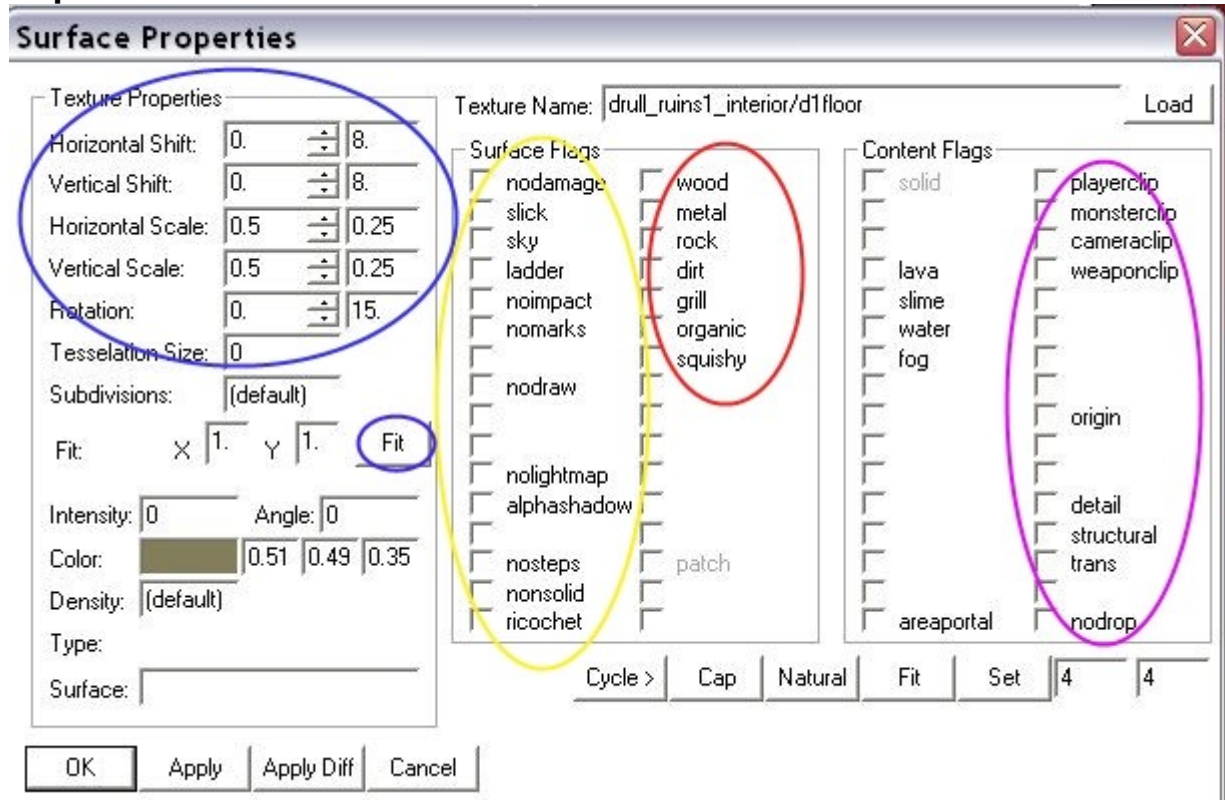 Surface Properties
Texture Properties
Horizontal Shift: 0. 8.
Vertical Shift: 0. 8.
Horizontal Scale: 0.5 0.25
Vertical Scale: 0.5 0.25
Rotation: 0. 15.
Tesselation Size: 0
Subdivisions: (default)
Fit: X 1. Y 1. Fit
Intensity: 0 Angle: 0
Color: 0.51 0.49 0.35
Density: (default)
Type:
Surface:
Texture Name: drull_ruins1_interior/d1floor Load
Surface Flags
nodamage
slick
sky
ladder
noimpact
nomarks
nodraw
nolightmap
alphashadow
nosteps
nonsolid
ricochet
wood
metal
rock
dirt
grill
organic
squishy
patch
Content Flags
solid
lava
slime
water
fog
areaportal
playerclip
monsterclip
cameraclip
weaponclip
origin
detail
structural
trans
nodrop
Cycle > Cap Natural Fit Set 4 4
OK Apply Apply Diff Cancel